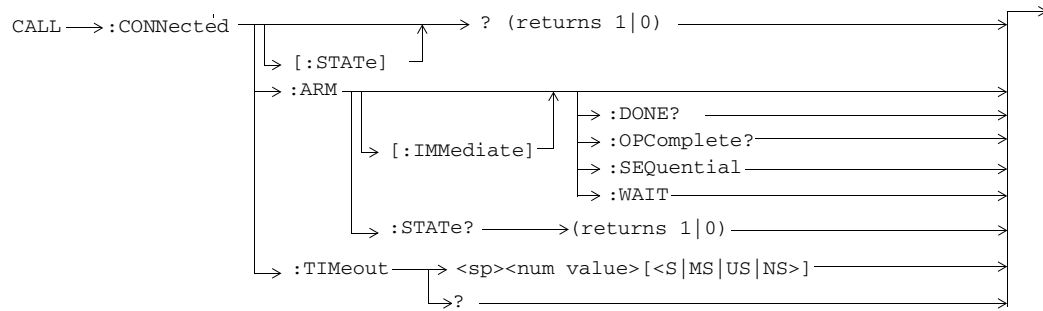 CALL :CONNected ? (returns 1|0)
[:STATe]
:ARM
:DONE?
:OPComplete?
[:IMMediate]
:SEQuential
:WAIT
:STATe? (returns 1|0)
:TIMeout <sp><num value>[<S|MS|US|NS>]
?